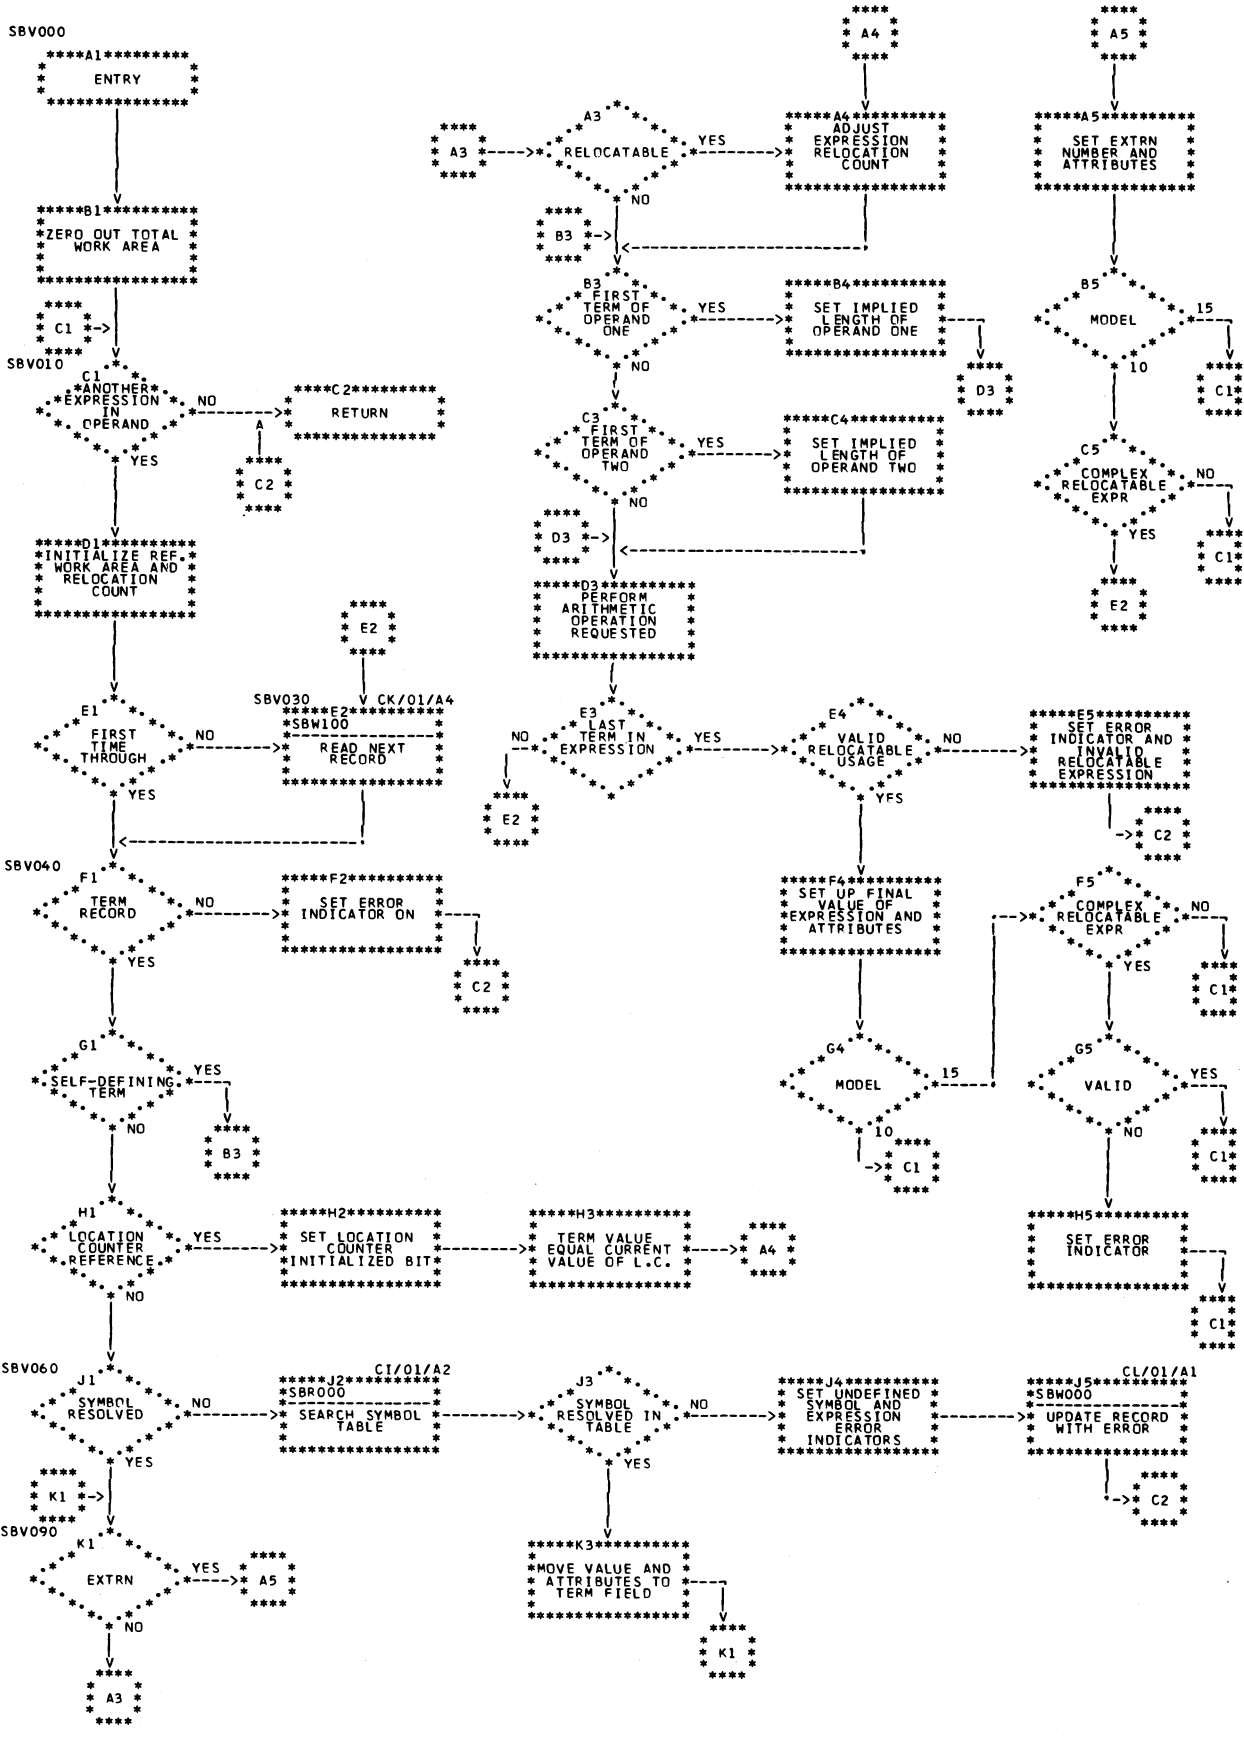 SBV000
A1
ENTRY
B1
ZERO OUT TOTAL
WORK AREA
C1
SBV010
C1
ANOTHER
EXPRESSION
IN
OPERAND
NO
YES
C2
RETURN
A
C2
D1
INITIALIZE REF.
WORK AREA AND
RELOCATION
COUNT
E1
FIRST
TIME
THROUGH
NO
YES
E2
SBV030
CK/01/A4
E2
SBW100
READ NEXT
RECORD
SBV040
F1
TERM
RECORD
NO
YES
F2
SET ERROR
INDICATOR ON
C2
G1
SELF-DEFINING
TERM
YES
NO
B3
H1
LOCATION
COUNTER
REFERENCE
YES
NO
H2
SET LOCATION
COUNTER
INITIALIZED BIT
H3
TERM VALUE
EQUAL CURRENT
VALUE OF L.C.
A4
SBV060
J1
SYMBOL
RESOLVED
NO
YES
CI/01/A2
J2
SBR000
SEARCH SYMBOL
TABLE
J3
SYMBOL
RESOLVED IN
TABLE
NO
YES
J4
SET UNDEFINED
SYMBOL AND
EXPRESSION
ERROR
INDICATORS
CL/01/A1
J5
SBW000
UPDATE RECORD
WITH ERROR
C2
K1
SBV090
K1
EXTRN
YES
NO
A5
A3
K3
MOVE VALUE AND
ATTRIBUTES TO
TERM FIELD
K1
A3
A3
RELOCATABLE
YES
NO
A4
A4
ADJUST
EXPRESSION
RELOCATION
COUNT
B3
B3
FIRST
TERM OF
OPERAND
ONE
YES
NO
B4
SET IMPLIED
LENGTH OF
OPERAND ONE
D3
C3
FIRST
TERM OF
OPERAND
TWO
YES
NO
C4
SET IMPLIED
LENGTH OF
OPERAND TWO
D3
D3
PERFORM
ARITHMETIC
OPERATION
REQUESTED
E3
LAST
TERM IN
EXPRESSION
NO
YES
E2
E4
VALID
RELOCATABLE
USAGE
NO
YES
E5
SET ERROR
INDICATOR AND
INVALID
RELOCATABLE
EXPRESSION
C2
F4
SET UP FINAL
VALUE OF
EXPRESSION AND
ATTRIBUTES
G4
MODEL
15
10
C1
F5
COMPLEX
RELOCATABLE
EXPR
NO
YES
C1
G5
VALID
YES
NO
C1
H5
SET ERROR
INDICATOR
C1
A5
A5
SET EXTRN
NUMBER AND
ATTRIBUTES
B5
MODEL
15
10
C1
C5
COMPLEX
RELOCATABLE
EXPR
NO
YES
C1
E2